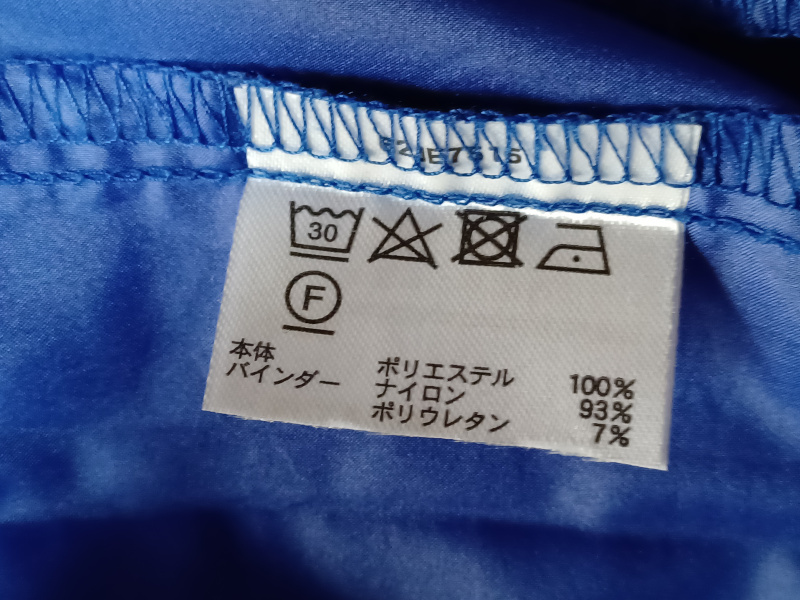 30
F
本体 ポリエステル 100%
バインダー ナイロン 93%
ポリウレタン 7%